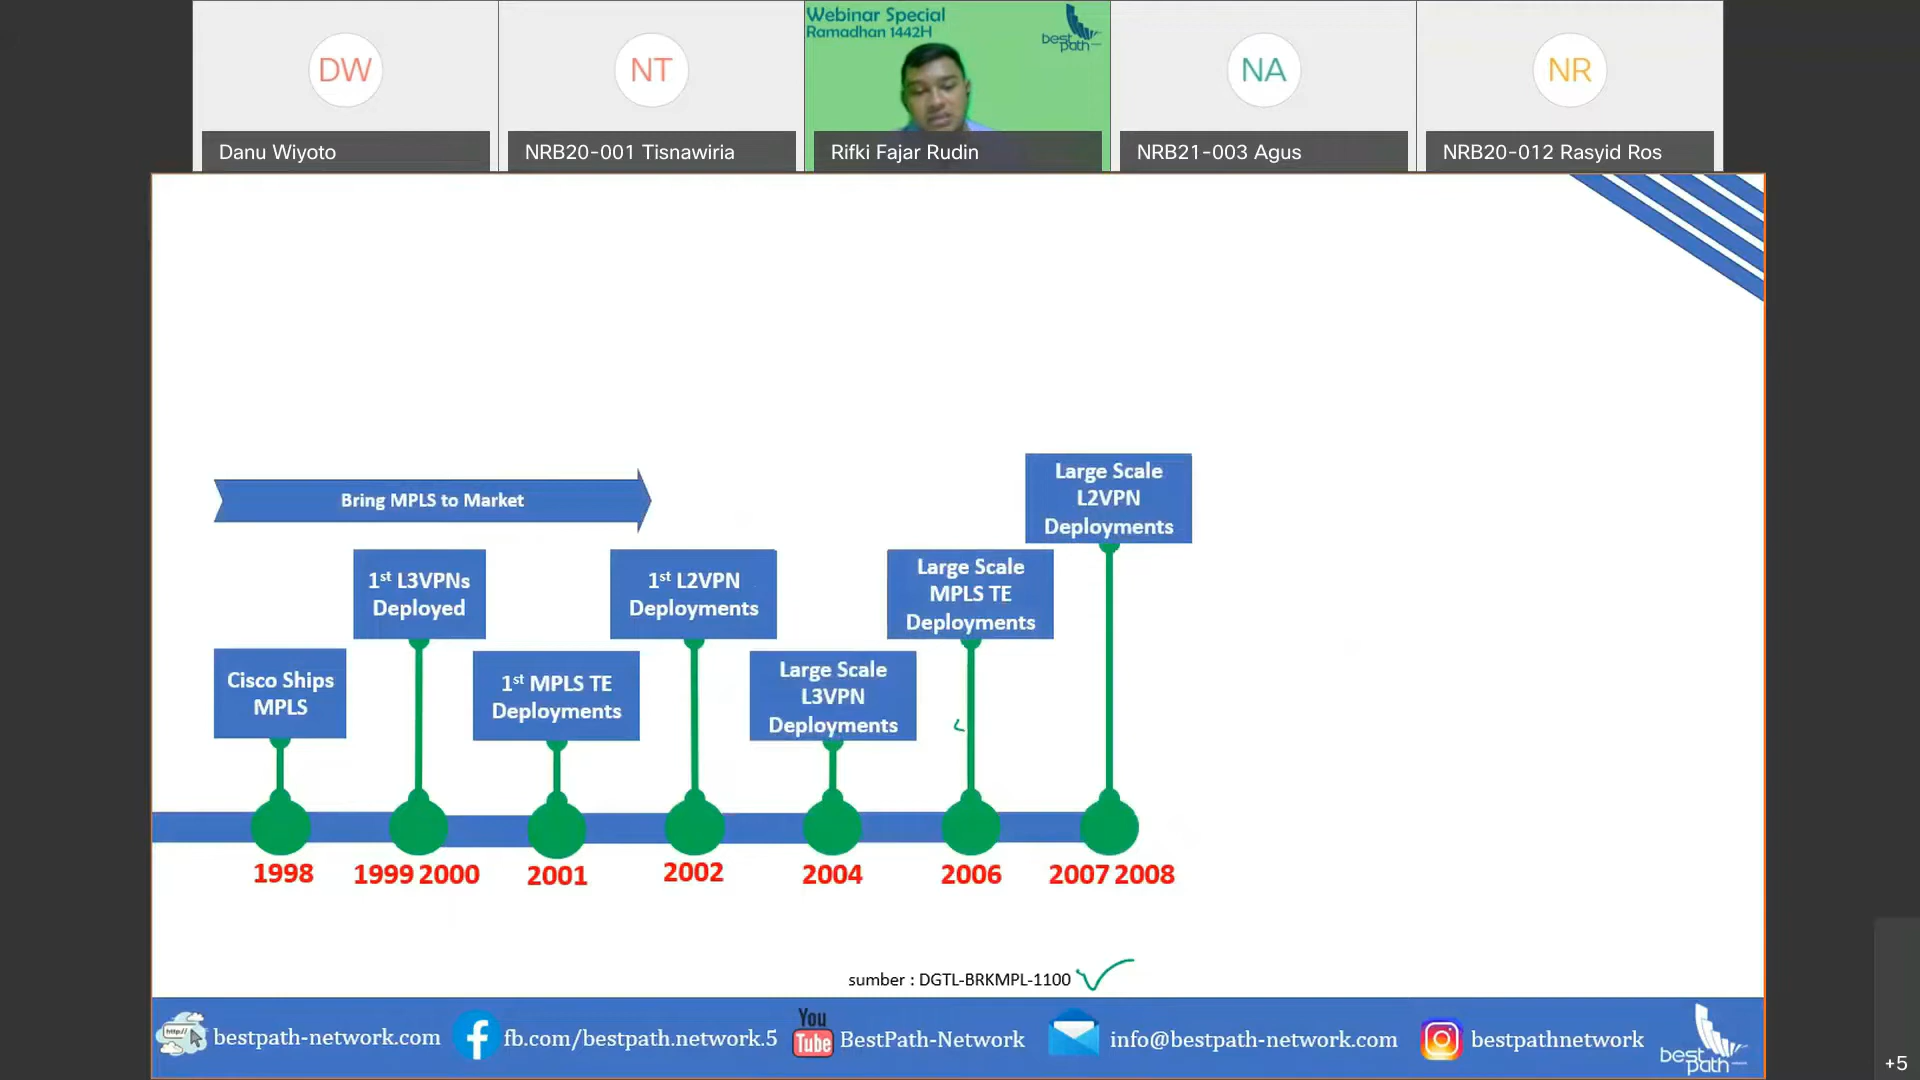 Webinar Special
Ramadhan 1442H
best
path
DW
NT
NA
NR
Danu Wiyoto
NRB20-001 Tisnawiria
Rifki Fajar Rudin
NRB21-003 Agus
NRB20-012 Rasyid Ros
Large Scale
L2VPN
Deployments
Bring MPLS to Market
1st L3VPNs
Deployed
1st L2VPN
Deployments
Large Scale
MPLS TE
Deployments
Cisco Ships
MPLS
1st MPLS TE
Deployments
Large Scale
L3VPN
Deployments
1998
1999 2000
2001
2002
2004
2006
2007 2008
sumber : DGTL-BRKMPL-1100
http://
bestpath-network.com
fb.com/bestpath.network.5
You
Tube
BestPath-Network
info@bestpath-network.com
bestpathnetwork
best
path
+5